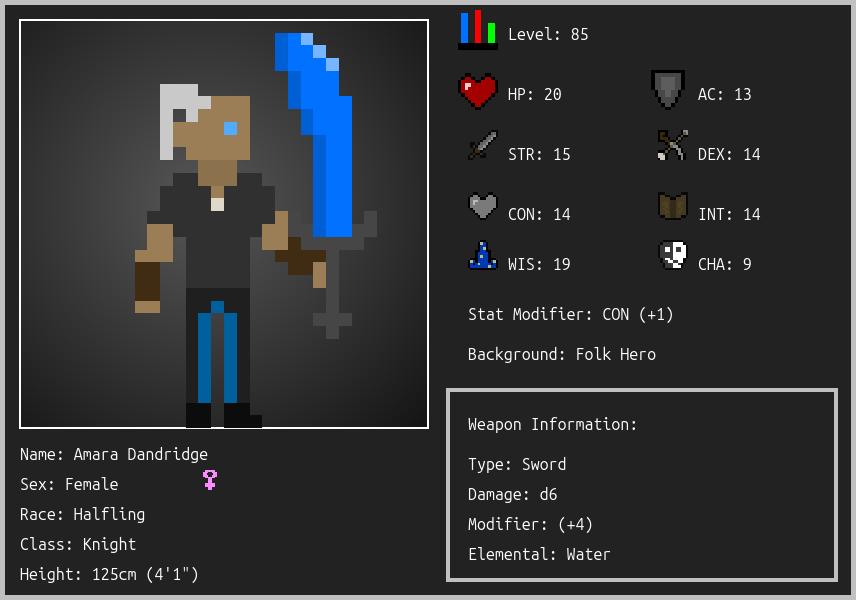 Level: 85
HP: 20
AC: 13
STR: 15
DEX: 14
CON: 14
INT: 14
WIS: 19
CHA: 9
Stat Modifier: CON (+1)
Background: Folk Hero
Weapon Information:
Type: Sword
Damage: d6
Modifier: (+4)
Elemental: Water
Name: Amara Dandridge
Sex: Female
Race: Halfling
Class: Knight
Height: 125cm (4'1")